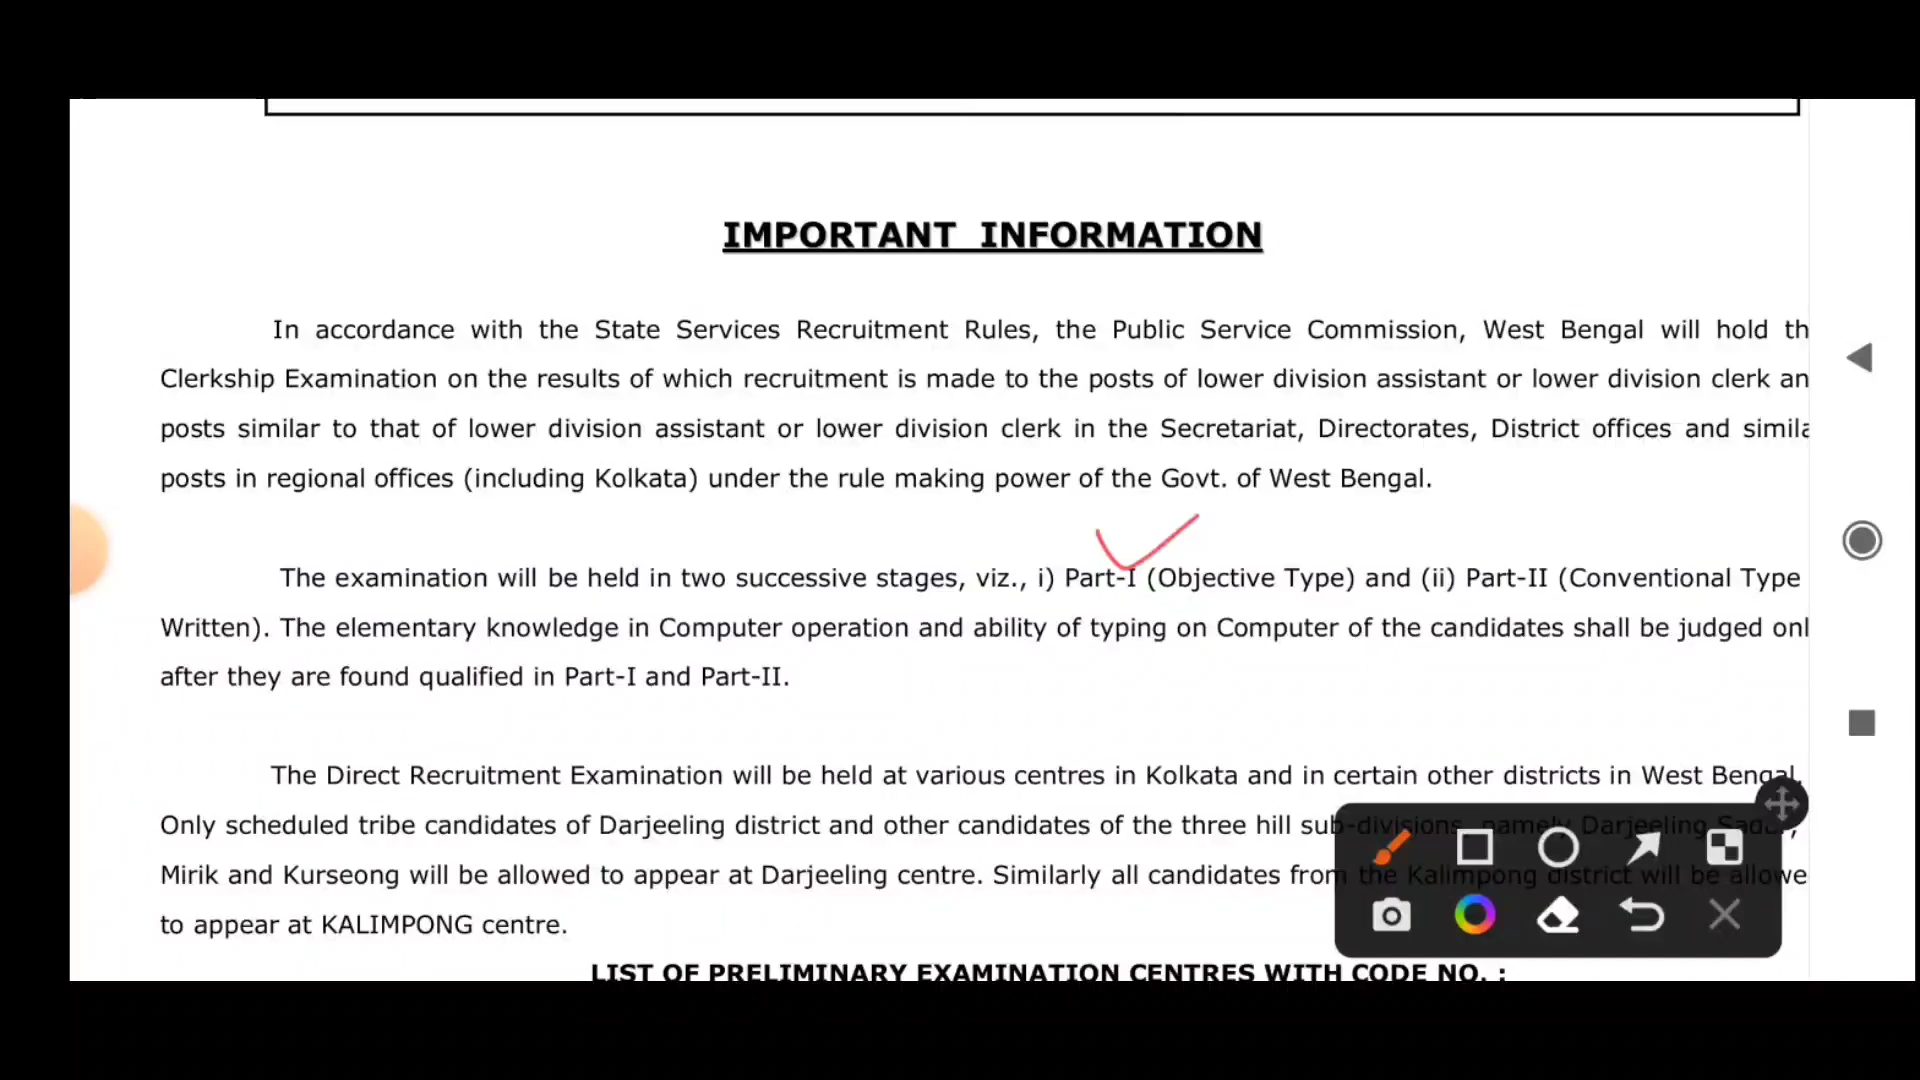 IMPORTANT INFORMATION
In accordance with the State Services Recruitment Rules, the Public Service Commission, West Bengal will hold th
Clerkship Examination on the results of which recruitment is made to the posts of lower division assistant or lower division clerk an
posts similar to that of lower division assistant or lower division clerk in the Secretariat, Directorates, District offices and simila
posts in regional offices (including Kolkata) under the rule making power of the Govt. of West Bengal.
The examination will be held in two successive stages, viz., i) Part-I (Objective Type) and (ii) Part-II (Conventional Type
Written). The elementary knowledge in Computer operation and ability of typing on Computer of the candidates shall be judged onl
after they are found qualified in Part-I and Part-II.
The Direct Recruitment Examination will be held at various centres in Kolkata and in certain other districts in West Bengal.
Only scheduled tribe candidates of Darjeeling district and other candidates of the three hill sub-divisions, namely Darjeeling Sadar,
Mirik and Kurseong will be allowed to appear at Darjeeling centre. Similarly all candidates from the Kalimpong district will be allowe
to appear at KALIMPONG centre.
LIST OF PRELIMINARY EXAMINATION CENTRES WITH CODE NO. :